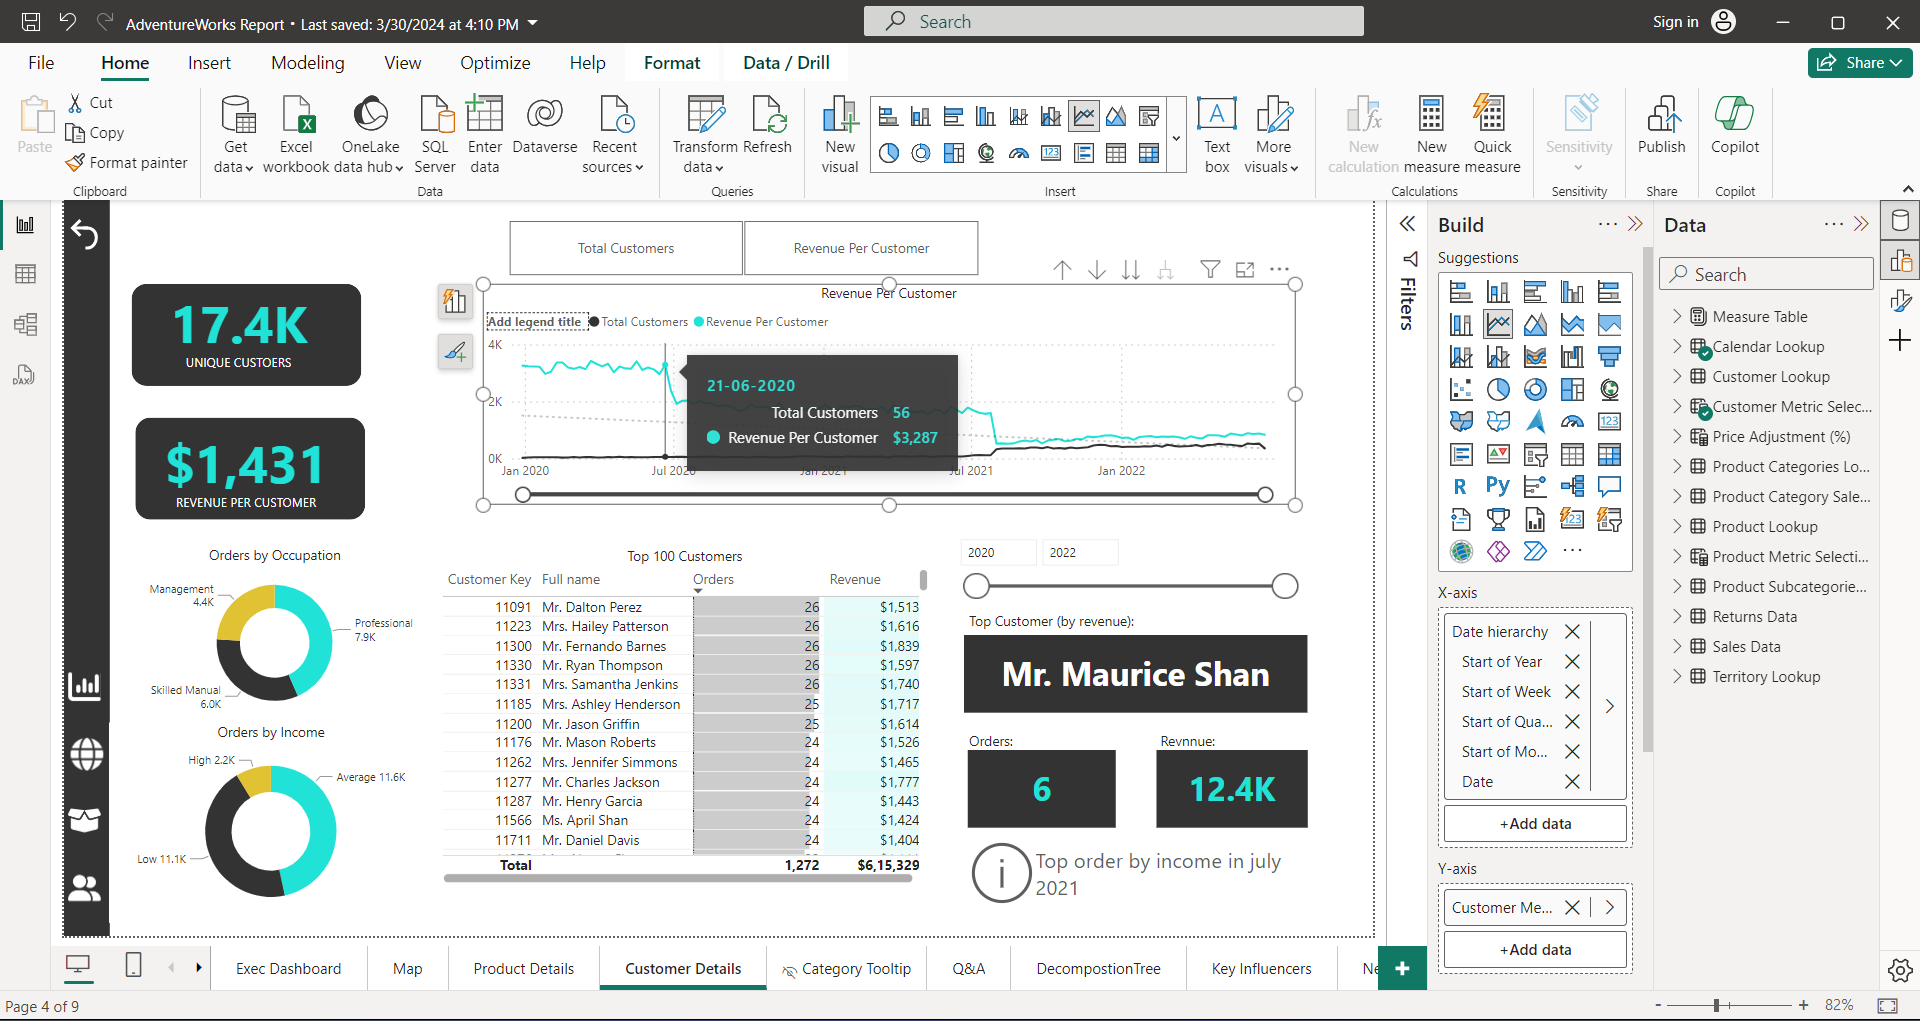 AdventureWorks Report • Last saved: 3/30/2024 at 4:10 PM
Search
Sign in
File
Home
Insert
Modeling
View
Optimize
Help
Format
Data / Drill
Share
Paste
Cut
Copy
Format painter
Clipboard
Get data
Excel workbook
OneLake data hub
SQL Server
Enter data
Dataverse
Recent sources
Data
Transform data
Refresh
Queries
New visual
Text box
More visuals
Insert
New calculation
New measure
Quick measure
Calculations
Sensitivity
Sensitivity
Publish
Share
Copilot
Copilot
Total Customers
Revenue Per Customer
17.4K
UNIQUE CUSTOERS
$1,431
REVENUE PER CUSTOMER
Revenue Per Customer
Add legend title
Total Customers
Revenue Per Customer
4K
2K
0K
Jan 2020
Jul 2020
Jan 2021
Jul 2021
Jan 2022
21-06-2020
Total Customers 56
Revenue Per Customer $3,287
Orders by Occupation
Management
4.4K
Professional
7.9K
Skilled Manual
6.0K
Orders by Income
High 2.2K
Average 11.6K
Low 11.1K
Top 100 Customers
Customer Key Full name Orders Revenue
11091 Mr. Dalton Perez 26 $1,513
11223 Mrs. Hailey Patterson 26 $1,616
11300 Mr. Fernando Barnes 26 $1,839
11330 Mr. Ryan Thompson 26 $1,597
11331 Mrs. Samantha Jenkins 26 $1,740
11185 Mrs. Ashley Henderson 25 $1,717
11200 Mr. Jason Griffin 25 $1,614
11176 Mr. Mason Roberts 24 $1,526
11262 Mrs. Jennifer Simmons 24 $1,465
11277 Mr. Charles Jackson 24 $1,777
11287 Mr. Henry Garcia 24 $1,443
11566 Ms. April Shan 24 $1,424
11711 Mr. Daniel Davis 24 $1,404
Total 1,272 $6,15,329
2020
2022
Top Customer (by revenue):
Mr. Maurice Shan
Orders:
6
Revnnue:
12.4K
Top order by income in july
2021
Filters
Build
Suggestions
123
R
Py
123
X-axis
Date hierarchy
Start of Year
Start of Week
Start of Qua...
Start of Mo...
Date
+Add data
Y-axis
Customer Me...
+Add data
Data
Search
Measure Table
Calendar Lookup
Customer Lookup
Customer Metric Selec...
Price Adjustment (%)
Product Categories Lo...
Product Category Sale...
Product Lookup
Product Metric Selecti...
Product Subcategorie...
Returns Data
Sales Data
Territory Lookup
Exec Dashboard
Map
Product Details
Customer Details
Category Tooltip
Q&A
DecompostionTree
Key Influencers
Ne
Page 4 of 9
82%